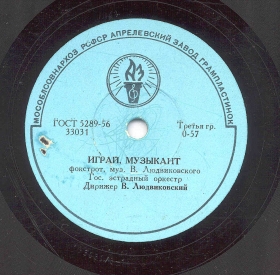 МОСОБЛСОВНАРХОЗ РСФСР АПРЕЛЕВСКИЙ ЗАВОД ГРАМПЛАСТИНОК
ГОСТ 5289-56
33031
Третья гр.
0-57
ИГРАЙ, МУЗЫКАНТ
фокстрот, муз. В. Людвиковского
Гос. эстрадный оркестр
Дирижер В. Людвиковский